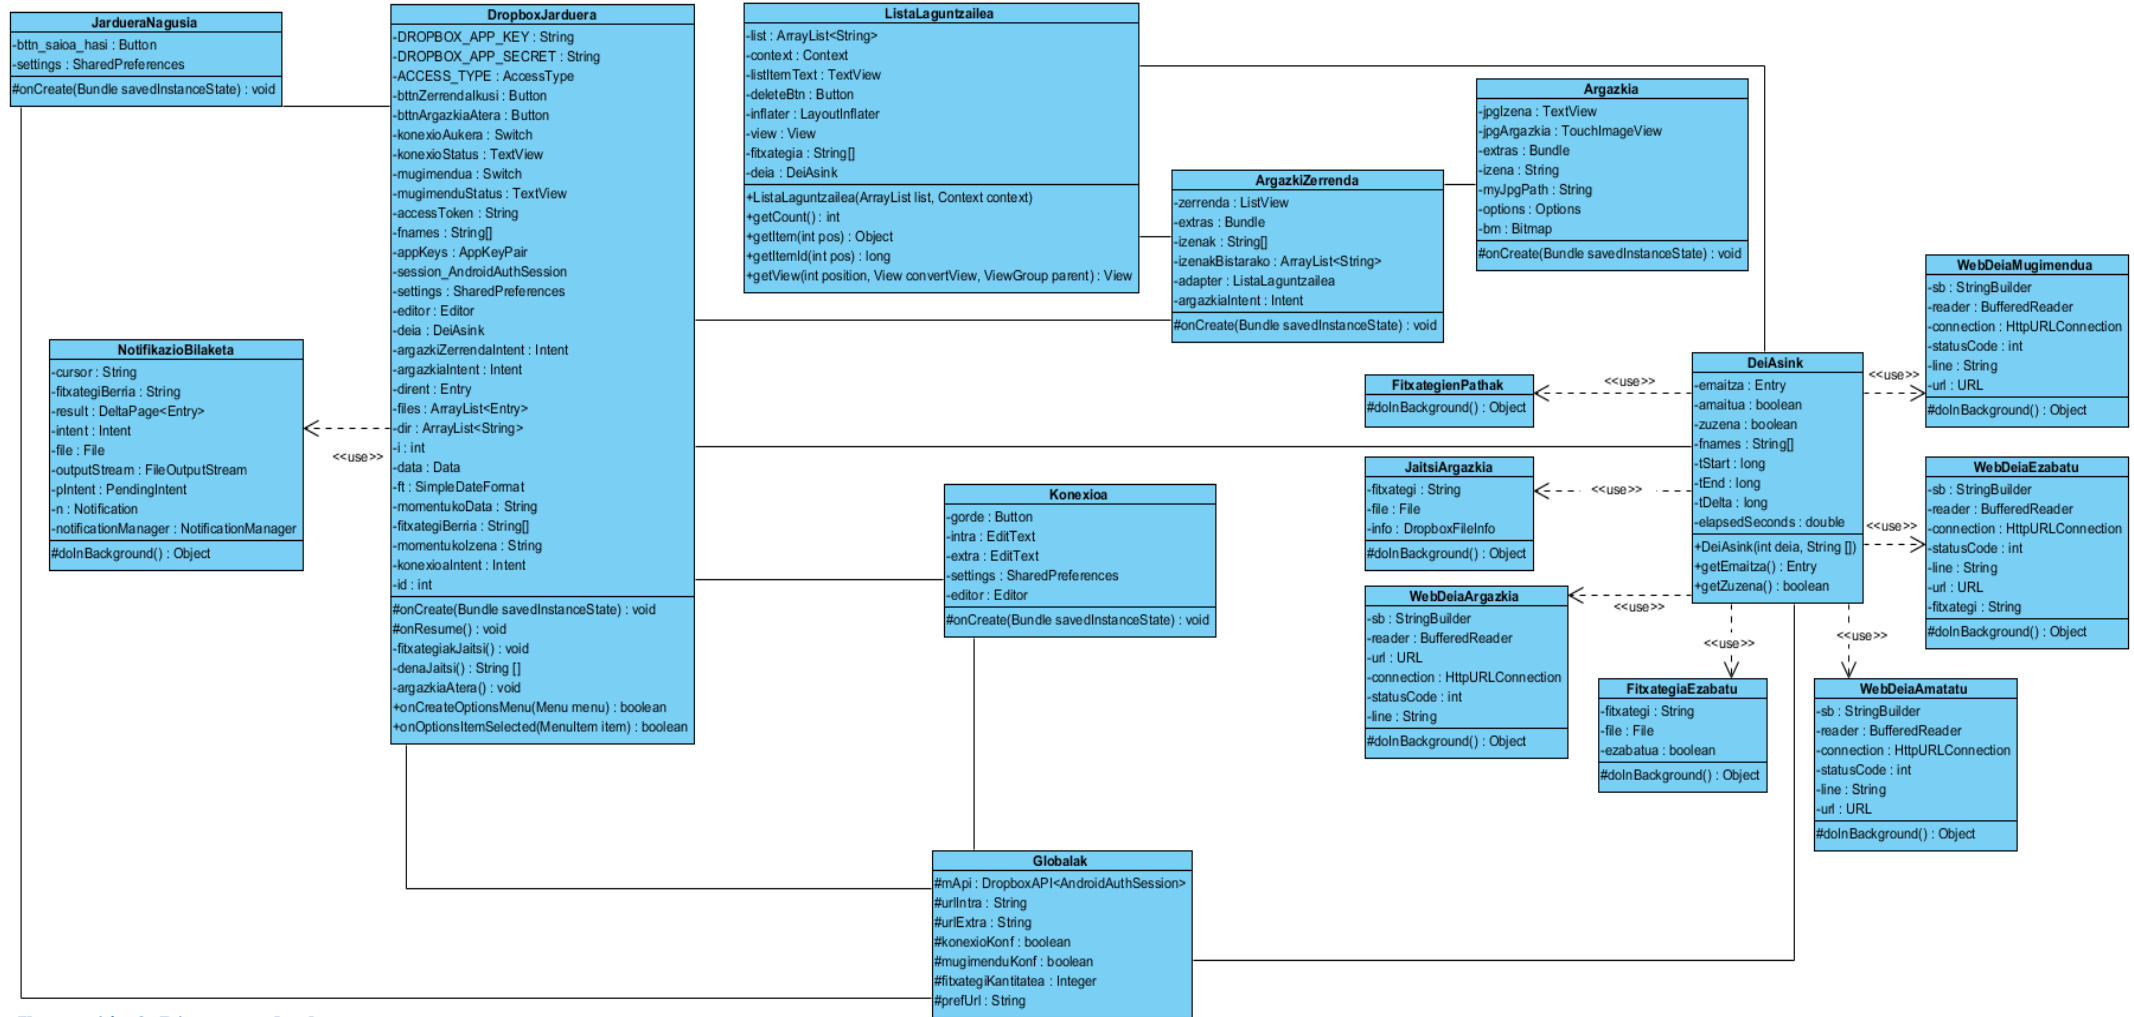 JardueraNagusia
-bttn_saioa_hasi : Button
-settings : SharedPreferences
#onCreate(Bundle savedInstanceState) : void
DropboxJarduera
-DROPBOX_APP_KEY : String
-DROPBOX_APP_SECRET : String
-ACCESS_TYPE : AccessType
-bttnZerrendaIkusi : Button
-bttnArgazkiaAtera : Button
-konexioAukera : Switch
-konexioStatus : TextView
-mugimendua : Switch
-mugimenduStatus : TextView
-accessToken : String
-fnames : String[]
-appKeys : AppKeyPair
-session_AndroidAuthSession
-settings : SharedPreferences
-editor : Editor
-deia : DeiAsink
-argazkiZerrendaIntent : Intent
-argazkiaIntent : Intent
-dirent : Entry
-files : ArrayList<Entry>
-dir : ArrayList<String>
-i : int
-data : Data
-ft : SimpleDateFormat
-momentukoData : String
-fitxategiBerria : String[]
-momentukoIzena : String
-konexioaIntent : Intent
-id : int
#onCreate(Bundle savedInstanceState) : void
#onResume() : void
-fitxategiakJaitsi() : void
-denaJaitsi() : String []
-argazkiaAtera() : void
+onCreateOptionsMenu(Menu menu) : boolean
+onOptionsItemSelected(MenuItem item) : boolean
ListaLaguntzailea
-list : ArrayList<String>
-context : Context
-listItemText : TextView
-deleteBtn : Button
-inflater : LayoutInflater
-view : View
-fitxategia : String[]
-deia : DeiAsink
+ListaLaguntzailea(ArrayList list, Context context)
+getCount() : int
+getItem(int pos) : Object
+getItemId(int pos) : long
+getView(int position, View convertView, ViewGroup parent) : View
ArgazkiZerrenda
-zerrenda : ListView
-extras : Bundle
-izenak : String[]
-izenakBistarako : ArrayList<String>
-adapter : ListaLaguntzailea
-argazkiaIntent : Intent
#onCreate(Bundle savedInstanceState) : void
Argazkia
-jpgIzena : TextView
-jpgArgazkia : TouchImageView
-extras : Bundle
-izena : String
-myJpgPath : String
-options : Options
-bm : Bitmap
#onCreate(Bundle savedInstanceState) : void
WebDeiaMugimendua
-sb : StringBuilder
-reader : BufferedReader
-connection : HttpURLConnection
-statusCode : int
-line : String
-url : URL
#doInBackground() : Object
NotifikazioBilaketa
-cursor : String
-fitxategiBerria : String
-result : DeltaPage<Entry>
-intent : Intent
-file : File
-outputStream : FileOutputStream
-pIntent : PendingIntent
-n : Notification
-notificationManager : NotificationManager
#doInBackground() : Object
<<use>>
DeiAsink
-emaitza : Entry
-amaitua : boolean
-zuzena : boolean
-fnames : String[]
-tStart : long
-tEnd : long
-tDelta : long
-elapsedSeconds : double
+DeiAsink(int deia, String [])
+getEmaitza() : Entry
+getZuzena() : boolean
<<use>>
<<use>>
FitxategienPathak
#doInBackground() : Object
JaitsiArgazkia
-fitxategi : String
-file : File
-info : DropboxFileInfo
#doInBackground() : Object
<<use>>
<<use>>
WebDeiaEzabatu
-sb : StringBuilder
-reader : BufferedReader
-connection : HttpURLConnection
-statusCode : int
-line : String
-url : URL
-fitxategi : String
#doInBackground() : Object
Konexioa
-gorde : Button
-intra : EditText
-extra : EditText
-settings : SharedPreferences
-editor : Editor
#onCreate(Bundle savedInstanceState) : void
WebDeiaArgazkia
-sb : StringBuilder
-reader : BufferedReader
-url : URL
-connection : HttpURLConnection
-statusCode : int
-line : String
#doInBackground() : Object
<<use>>
<<use>>
<<use>>
FitxategiaEzabatu
-fitxategi : String
-file : File
-ezabatua : boolean
#doInBackground() : Object
WebDeiaAmatatu
-sb : StringBuilder
-reader : BufferedReader
-connection : HttpURLConnection
-statusCode : int
-line : String
-url : URL
#doInBackground() : Object
Globalak
#mApi : DropboxAPI<AndroidAuthSession>
#urlIntra : String
#urlExtra : String
#konexioKonf : boolean
#mugimenduKonf : boolean
#fitxategiKantitatea : Integer
#prefUrl : String